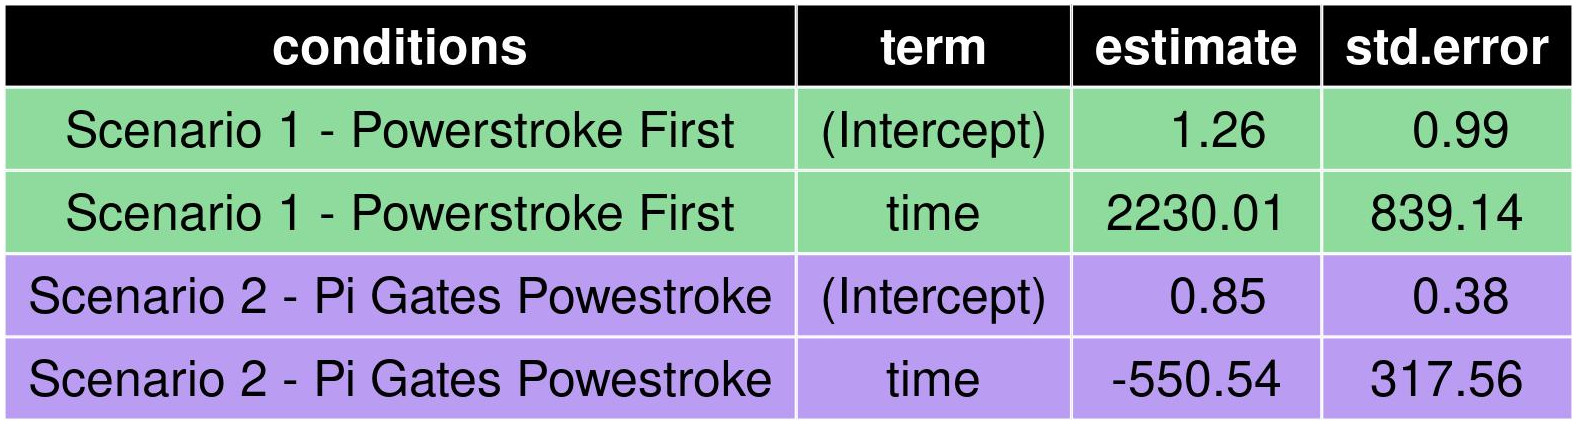 conditions term estimate std.error
Scenario 1 - Powerstroke First (Intercept) 1.26 0.99
Scenario 1 - Powerstroke First time 2230.01 839.14
Scenario 2 - Pi Gates Powestroke (Intercept) 0.85 0.38
Scenario 2 - Pi Gates Powestroke time -550.54 317.56